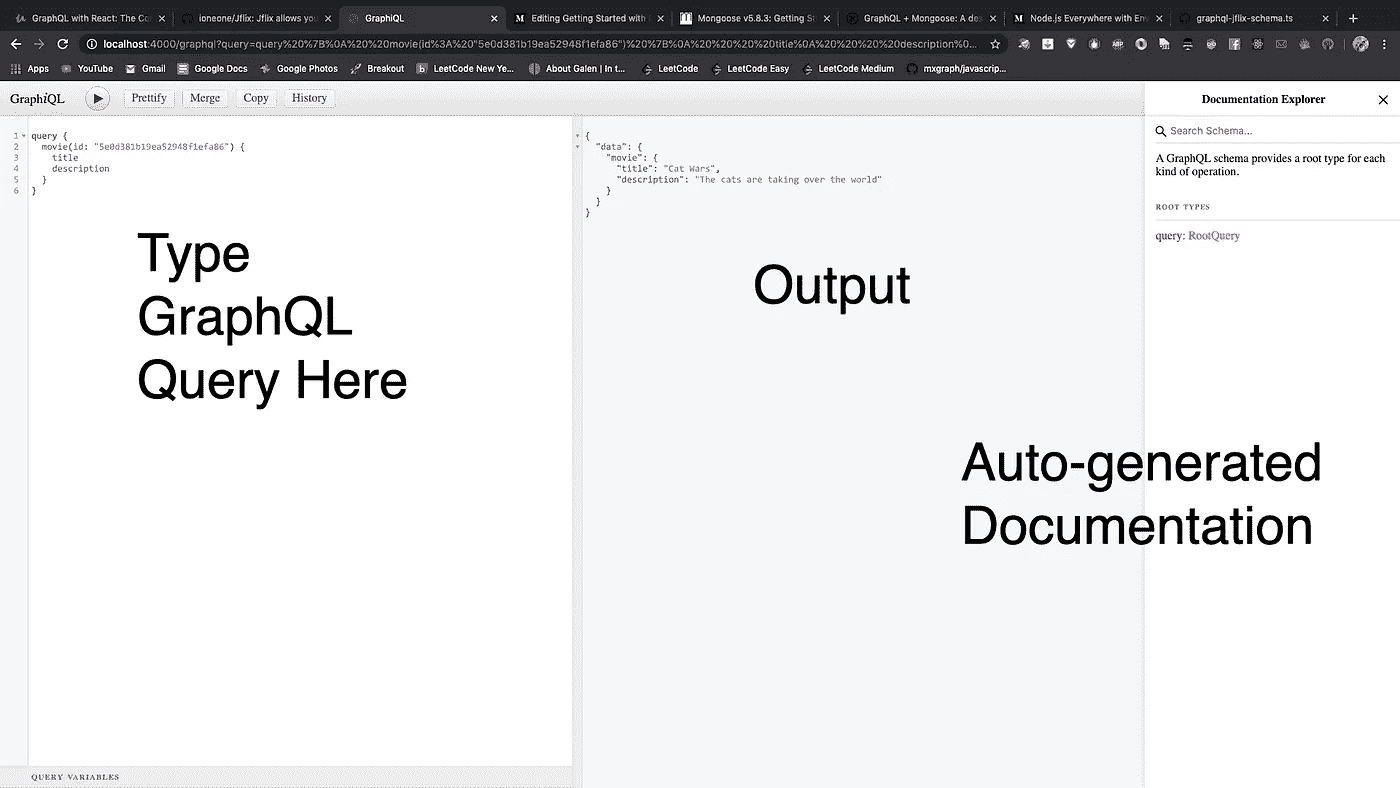 GraphQL with React: The Co
ioneone/Jflix: Jflix allows you
GraphiQL
Editing Getting Started with
Mongoose v5.8.3: Getting St
GraphQL + Mongoose: A de
Node.js Everywhere with Env
graphql-jflix-schema.ts
localhost:4000/graphql?query=query%20%7B%0A%20%20movie(id%3A%20"5e0d381b19ea52948f1efa86")%20%7B%0A%20%20%20%20title%0A%20%20%20%20description%0...
Apps YouTube Gmail Google Docs Google Photos Breakout LeetCode New Ye... About Galen | In t... LeetCode LeetCode Easy LeetCode Medium mxgraph/javascrip...
GraphiQL Prettify Merge Copy History
1 query {
2 movie(id: "5e0d381b19ea52948f1efa86") {
3 title
4 description
5 }
6 }
Type
GraphQL
Query Here
QUERY VARIABLES
{
"data": {
"movie": {
"title": "Cat Wars",
"description": "The cats are taking over the world"
}
}
}
Output
Documentation Explorer
Search Schema...
A GraphQL schema provides a root type for each
kind of operation.
ROOT TYPES
query: RootQuery
Auto-generated
Documentation